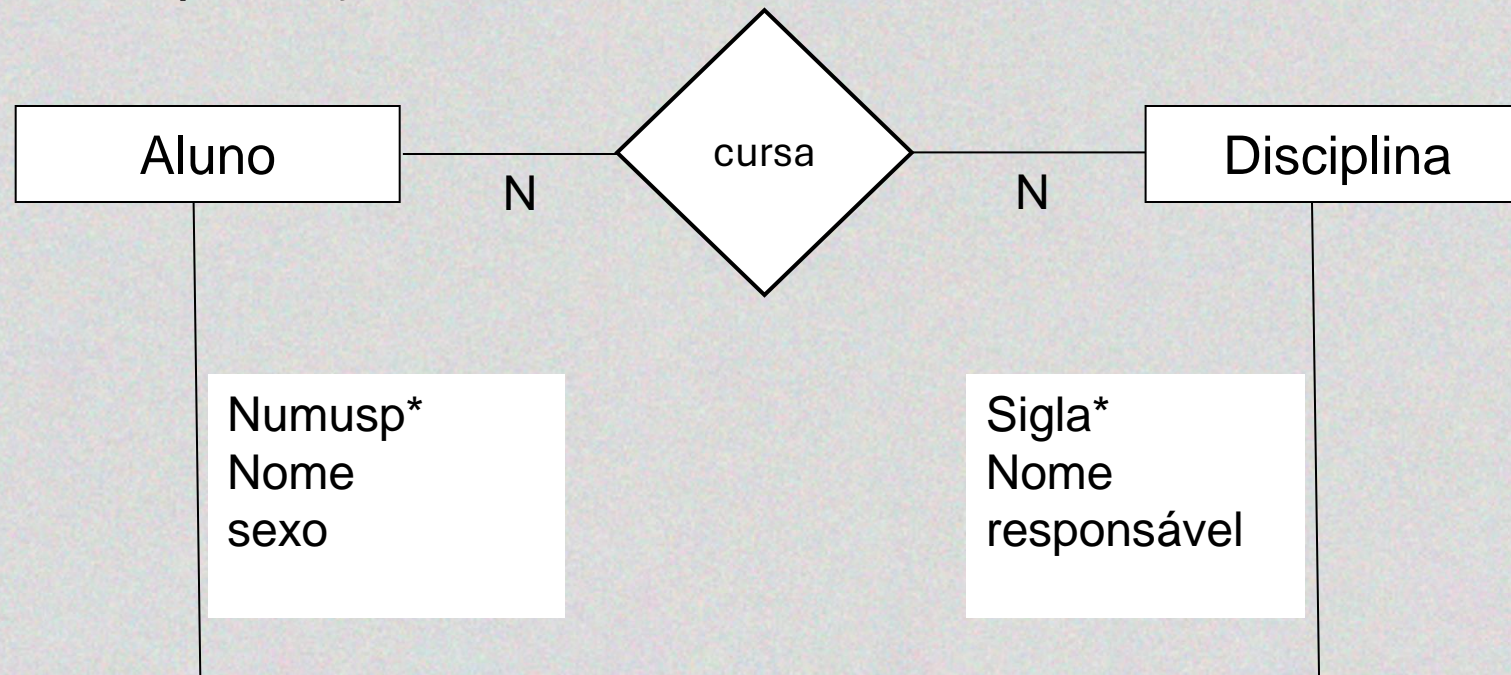 Aluno
cursa
Disciplina
N
N
Numusp*
Nome
sexo
Sigla*
Nome
responsável